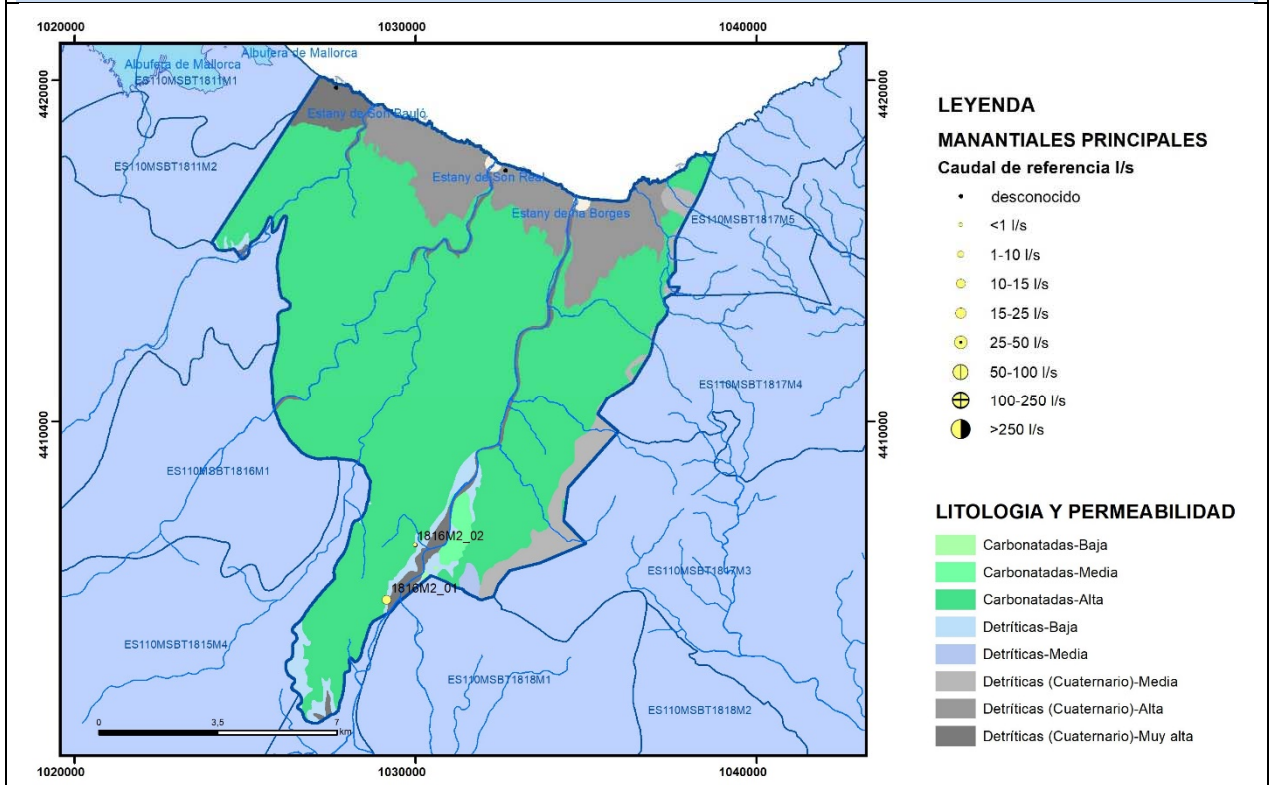 1020000
1030000
1040000
4420000
4420000
Albufera de Mallorca
Albufera de Mallorca
ES110MSBT1811M1
Estany de Son Bauló
ES110MSBT1811M2
Estany de Son Real
Estany de na Borges
ES110MSBT1817M5
ES110MSBT1817M4
4410000
4410000
ES110MSBT1816M1
1816M2_02
ES110MSBT1817M3
1816M2_01
ES110MSBT1815M4
ES110MSBT1818M1
ES110MSBT1818M2
0
3,5
7
km
1020000
1030000
1040000
LEYENDA
MANANTIALES PRINCIPALES
Caudal de referencia l/s
desconocido
<1 l/s
1-10 l/s
10-15 l/s
15-25 l/s
25-50 l/s
50-100 l/s
100-250 l/s
>250 l/s
LITOLOGIA Y PERMEABILIDAD
Carbonatadas-Baja
Carbonatadas-Media
Carbonatadas-Alta
Detríticas-Baja
Detríticas-Media
Detríticas (Cuaternario)-Media
Detríticas (Cuaternario)-Alta
Detríticas (Cuaternario)-Muy alta